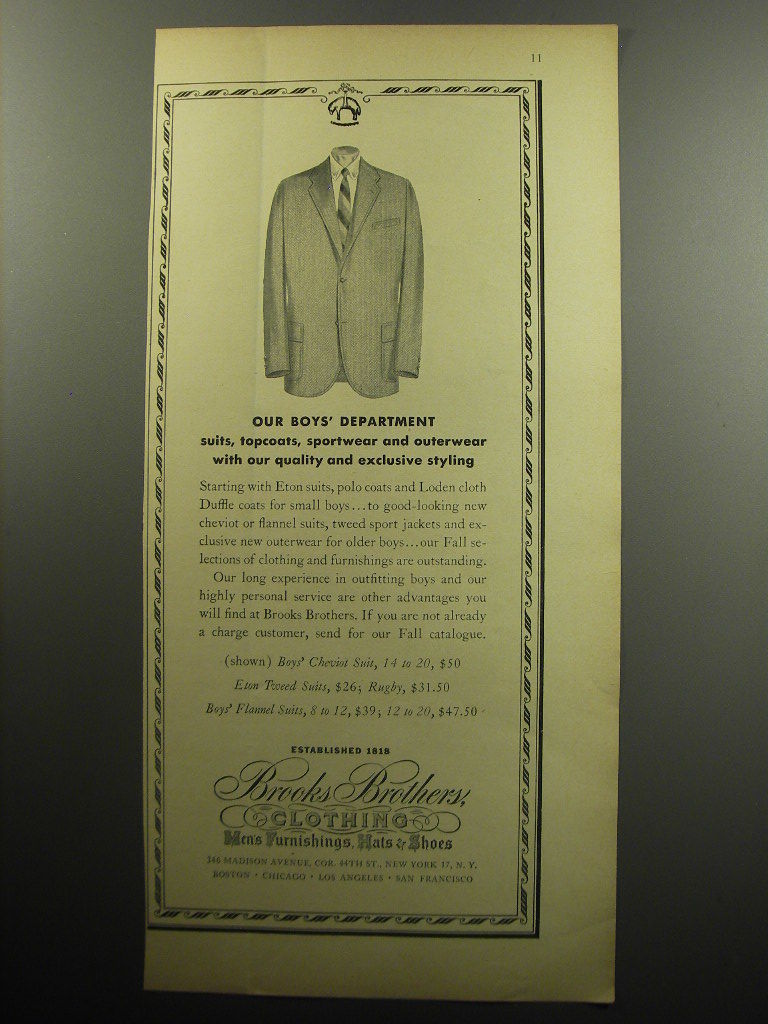 11
OUR BOYS' DEPARTMENT
suits, topcoats, sportwear and outerwear
with our quality and exclusive styling
Starting with Eton suits, polo coats and Loden cloth
Duffle coats for small boys...to good-looking new
cheviot or flannel suits, tweed sport jackets and ex-
clusive new outerwear for older boys...our Fall se-
lections of clothing and furnishings are outstanding.
Our long experience in outfitting boys and our
highly personal service are other advantages you
will find at Brooks Brothers. If you are not already
a charge customer, send for our Fall catalogue.
(shown) Boys' Cheviot Suit, 14 to 20, $50
Eton Tweed Suits, $26; Rugby, $31.50
Boys' Flannel Suits, 8 to 12, $39; 12 to 20, $47.50
ESTABLISHED 1818
Brooks Brothers,
CLOTHING
Men's Furnishings, Hats & Shoes
346 MADISON AVENUE, COR. 44TH ST., NEW YORK 17, N. Y.
BOSTON • CHICAGO • LOS ANGELES • SAN FRANCISCO